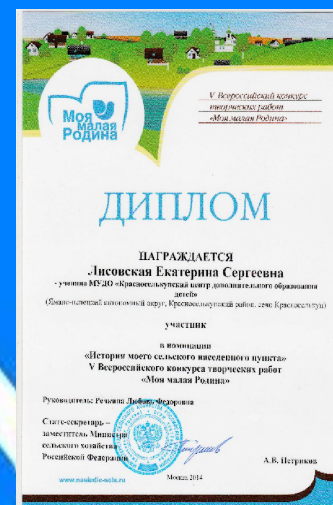 Моя
малая
Родина
V Всероссийский конкурс
творческих работ
«Моя малая Родина»
ДИПЛОМ
НАГРАЖДАЕТСЯ
Лисовская Екатерина Сергеевна
- ученица МУДО «Красноселькупский центр дополнительного образования
детей»
(Ямало-ненецкий автономный округ, Красноселькупский район, село Красноселькуп)
участник
в номинации
«История моего сельского населенного пункта»
V Всероссийского конкурса творческих работ
«Моя малая Родина»
Руководитель: Речкина Любовь Федоровна
Статс-секретарь –
заместитель Министра
сельского хозяйства
Российской Федерации
А.В. Петриков
www.nasledie-sela.ru
Москва 2014